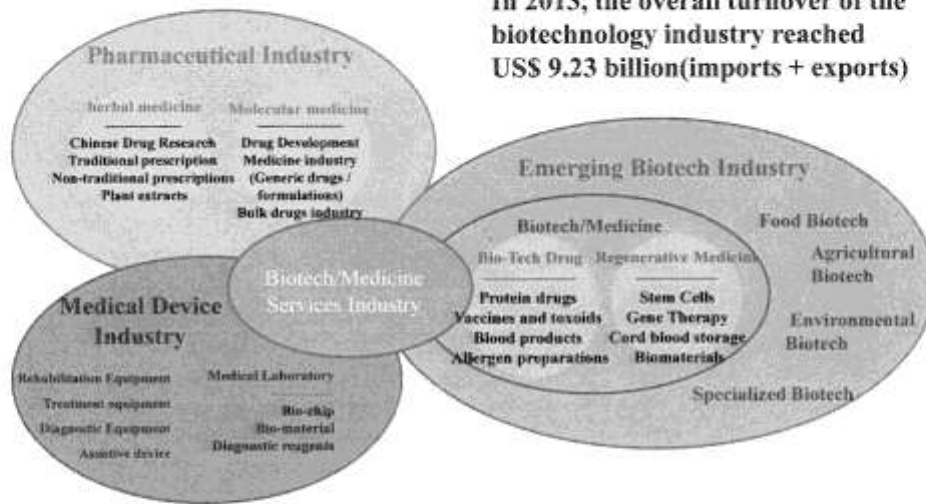 In 2013, the overall turnover of the
biotechnology industry reached
US$ 9.23 billion(imports + exports)
Pharmaceutical Industry
herbal medicine
Chinese Drug Research
Traditional prescription
Non-traditional prescriptions
Plant extracts
Molecular medicine
Drug Development
Medicine industry
(Generic drugs /
formulations)
Bulk drugs industry
Emerging Biotech Industry
Biotech/Medicine
Bio-Tech Drug
Protein drugs
Vaccines and toxoids
Blood products
Allergen preparations
Regenerative Medicine
Stem Cells
Gene Therapy
Cord blood storage
Biomaterials
Food Biotech
Agricultural
Biotech
Environmental
Biotech
Specialized Biotech
Biotech/Medicine
Services Industry
Medical Device
Industry
Rehabilitation Equipment
Treatment equipment
Diagnostic Equipment
Assistive device
Medical Laboratory
Bio-chip
Bio-material
Diagnostic reagents